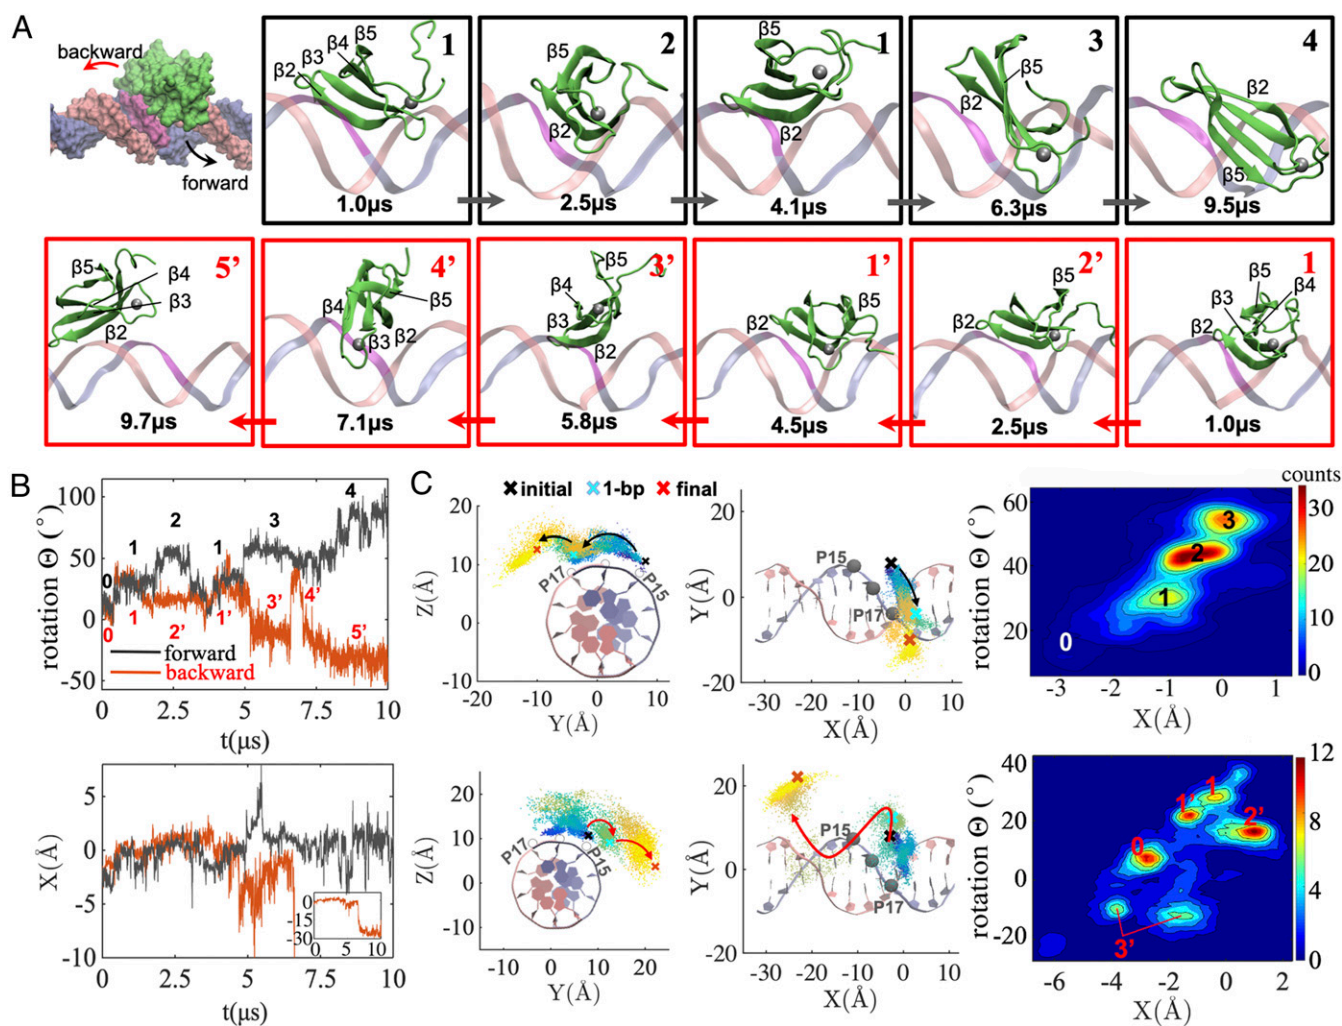 A
backward
forward
1
β5
β4
β3
β2
1.0μs
2
β5
β2
2.5μs
1
β5
β2
4.1μs
3
β5
β2
6.3μs
4
β2
β5
9.5μs
5’
β5
β4
β3
β2
9.7μs
4’
β4
β5
β3
β2
7.1μs
3’
β4
β3
β2
β5
5.8μs
1’
β5
β2
4.5μs
2’
β5
β2
2.5μs
1
β5
β3
β4
β2
1.0μs
B
rotation Θ (°)
100
50
0
-50
0
1
2
1
3
4
0
1
2’
1’
3’
4’
5’
forward
backward
0
2.5
5
7.5
10
t(μs)
X(Å)
5
0
-5
-10
0
-15
-30
0
5
10
0
2.5
5
7.5
10
t(μs)
C
initial
1-bp
final
Z(Å)
20
10
0
-10
P17
P15
-20
-10
0
10
Y(Å)
Y(Å)
20
0
-20
P15
P17
-30
-20
-10
0
10
X(Å)
rotation Θ (°)
60
40
20
0
1
2
3
-3
-2
-1
0
1
X(Å)
counts
30
20
10
0
Z(Å)
20
10
0
-10
P17
P15
-10
0
10
20
Y(Å)
Y(Å)
20
0
-20
P15
P17
-30
-20
-10
0
10
X(Å)
rotation Θ (°)
40
20
0
-20
0
1’
1
2’
3’
-6
-4
-2
0
2
X(Å)
12
8
4
0